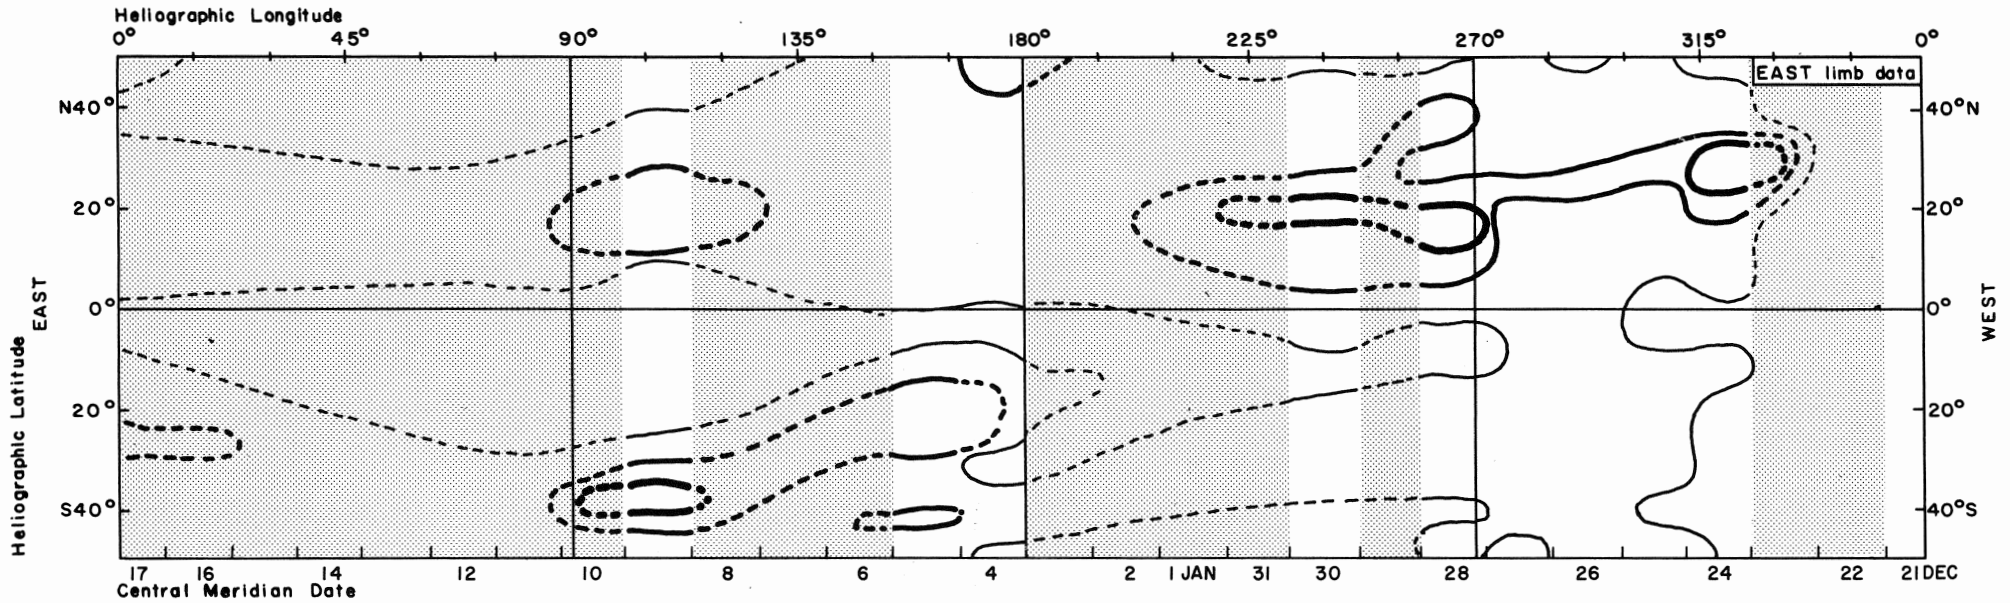 Heliographic Longitude
0° 45° 90° 135° 180° 225° 270° 315° 0°
EAST limb data
N40° 40°N
20° 20°
EAST
0° 0°
WEST
Heliographic Latitude
20° 20°
S40° 40°S
17 16 14 12 10 8 6 4 2 1 JAN 31 30 28 26 24 22 21 DEC
Central Meridian Date